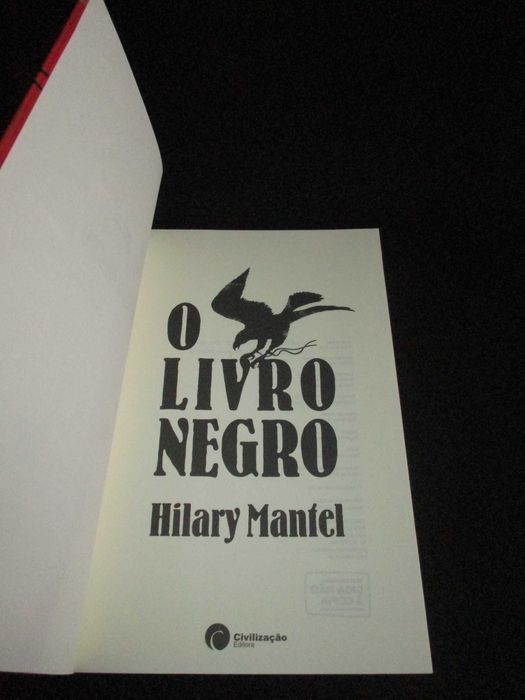 O
LIVRO
NEGRO
Hilary Mantel
Civilização
Editora